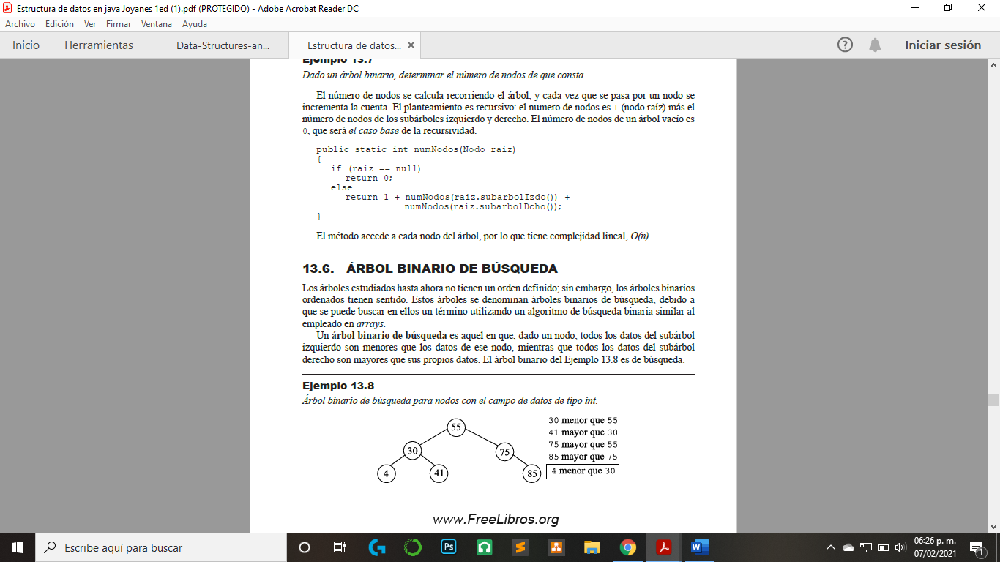 Estructura de datos en java Joyanes 1ed (1).pdf (PROTEGIDO) - Adobe Acrobat Reader DC
Archivo Edición Ver Firmar Ventana Ayuda
Inicio Herramientas Data-Structures-an... Estructura de datos... × ? Iniciar sesión
Ejemplo 13.7
Dado un árbol binario, determinar el número de nodos de que consta.
El número de nodos se calcula recorriendo el árbol, y cada vez que se pasa por un nodo se
incrementa la cuenta. El planteamiento es recursivo: el numero de nodos es 1 (nodo raíz) más el
número de nodos de los subárboles izquierdo y derecho. El número de nodos de un árbol vacío es
0, que será el caso base de la recursividad.
public static int numNodos(Nodo raiz)
{
if (raiz == null)
return 0;
else
return 1 + numNodos(raiz.subarbolIzdo()) +
numNodos(raiz.subarbolDcho());
}
El método accede a cada nodo del árbol, por lo que tiene complejidad lineal, O(n).
13.6. ÁRBOL BINARIO DE BÚSQUEDA
Los árboles estudiados hasta ahora no tienen un orden definido; sin embargo, los árboles binarios
ordenados tienen sentido. Estos árboles se denominan árboles binarios de búsqueda, debido a
que se puede buscar en ellos un término utilizando un algoritmo de búsqueda binaria similar al
empleado en arrays.
Un árbol binario de búsqueda es aquel en que, dado un nodo, todos los datos del subárbol
izquierdo son menores que los datos de ese nodo, mientras que todos los datos del subárbol
derecho son mayores que sus propios datos. El árbol binario del Ejemplo 13.8 es de búsqueda.
Ejemplo 13.8
Árbol binario de búsqueda para nodos con el campo de datos de tipo int.
55
30 75
4 41 85
30 menor que 55
41 mayor que 30
75 mayor que 55
85 mayor que 75
4 menor que 30
www.FreeLibros.org
Escribe aquí para buscar
Ps
W
06:26 p. m.
07/02/2021
1